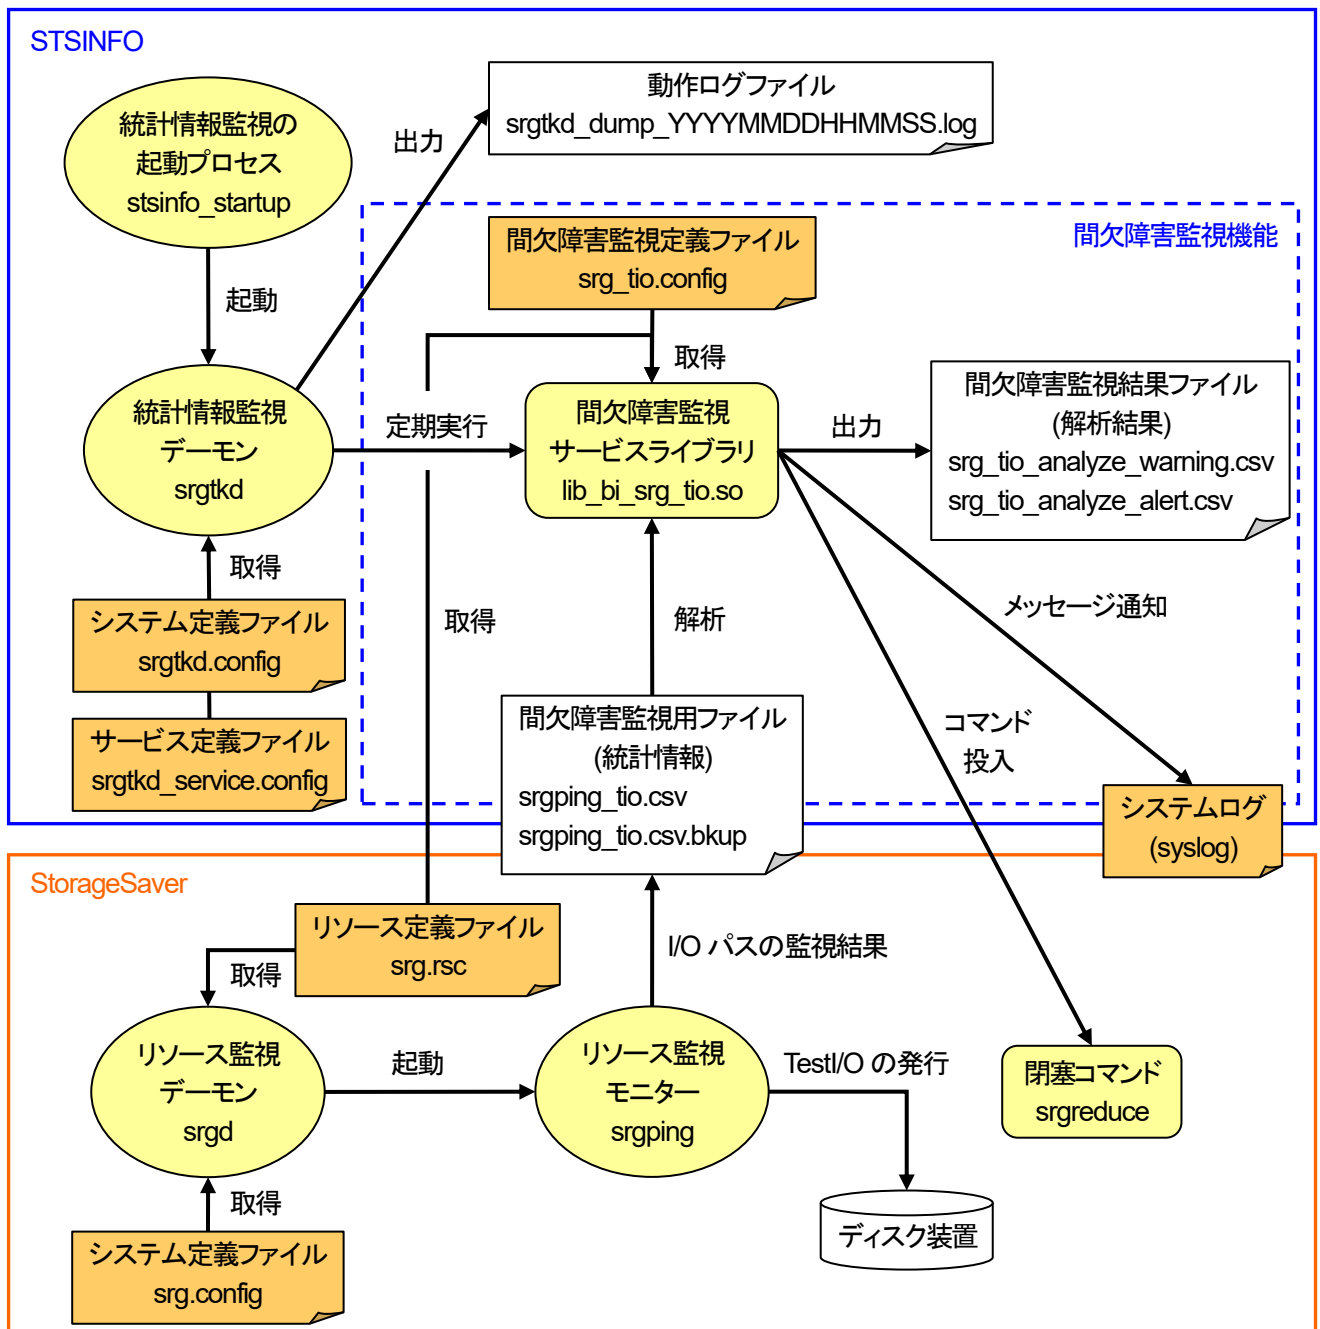 STSINFO
統計情報監視の
起動プロセス
stsinfo_startup
出力
動作ログファイル
srgtkd_dump_YYYYMMDDHHMMSS.log
間欠障害監視機能
間欠障害監視定義ファイル
srg_tio.config
起動
取得
統計情報監視
デーモン
srgtkd
定期実行
間欠障害監視
サービスライブラリ
lib_bi_srg_tio.so
出力
間欠障害監視結果ファイル
(解析結果)
srg_tio_analyze_warning.csv
srg_tio_analyze_alert.csv
取得
システム定義ファイル
srgtkd.config
サービス定義ファイル
srgtkd_service.config
取得
解析
メッセージ通知
間欠障害監視用ファイル
(統計情報)
srgping_tio.csv
srgping_tio.csv.bkup
コマンド
投入
システムログ
(syslog)
StorageSaver
リソース定義ファイル
srg.rsc
取得
I/O パスの監視結果
リソース監視
デーモン
srgd
起動
リソース監視
モニター
srgping
TestI/O の発行
閉塞コマンド
srgreduce
取得
システム定義ファイル
srg.config
ディスク装置